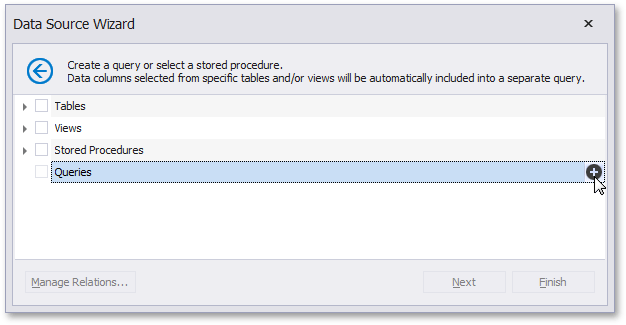 Data Source Wizard
Create a query or select a stored procedure.
Data columns selected from specific tables and/or views will be automatically included into a separate query.
Tables
Views
Stored Procedures
Queries
Manage Relations...
Next
Finish